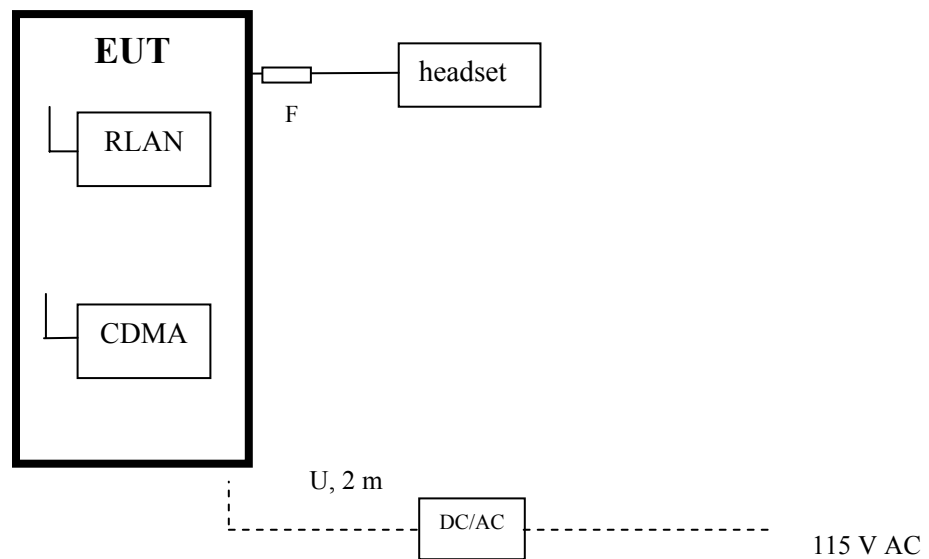 EUT
headset
F
RLAN
CDMA
U, 2 m
DC/AC
115 V AC